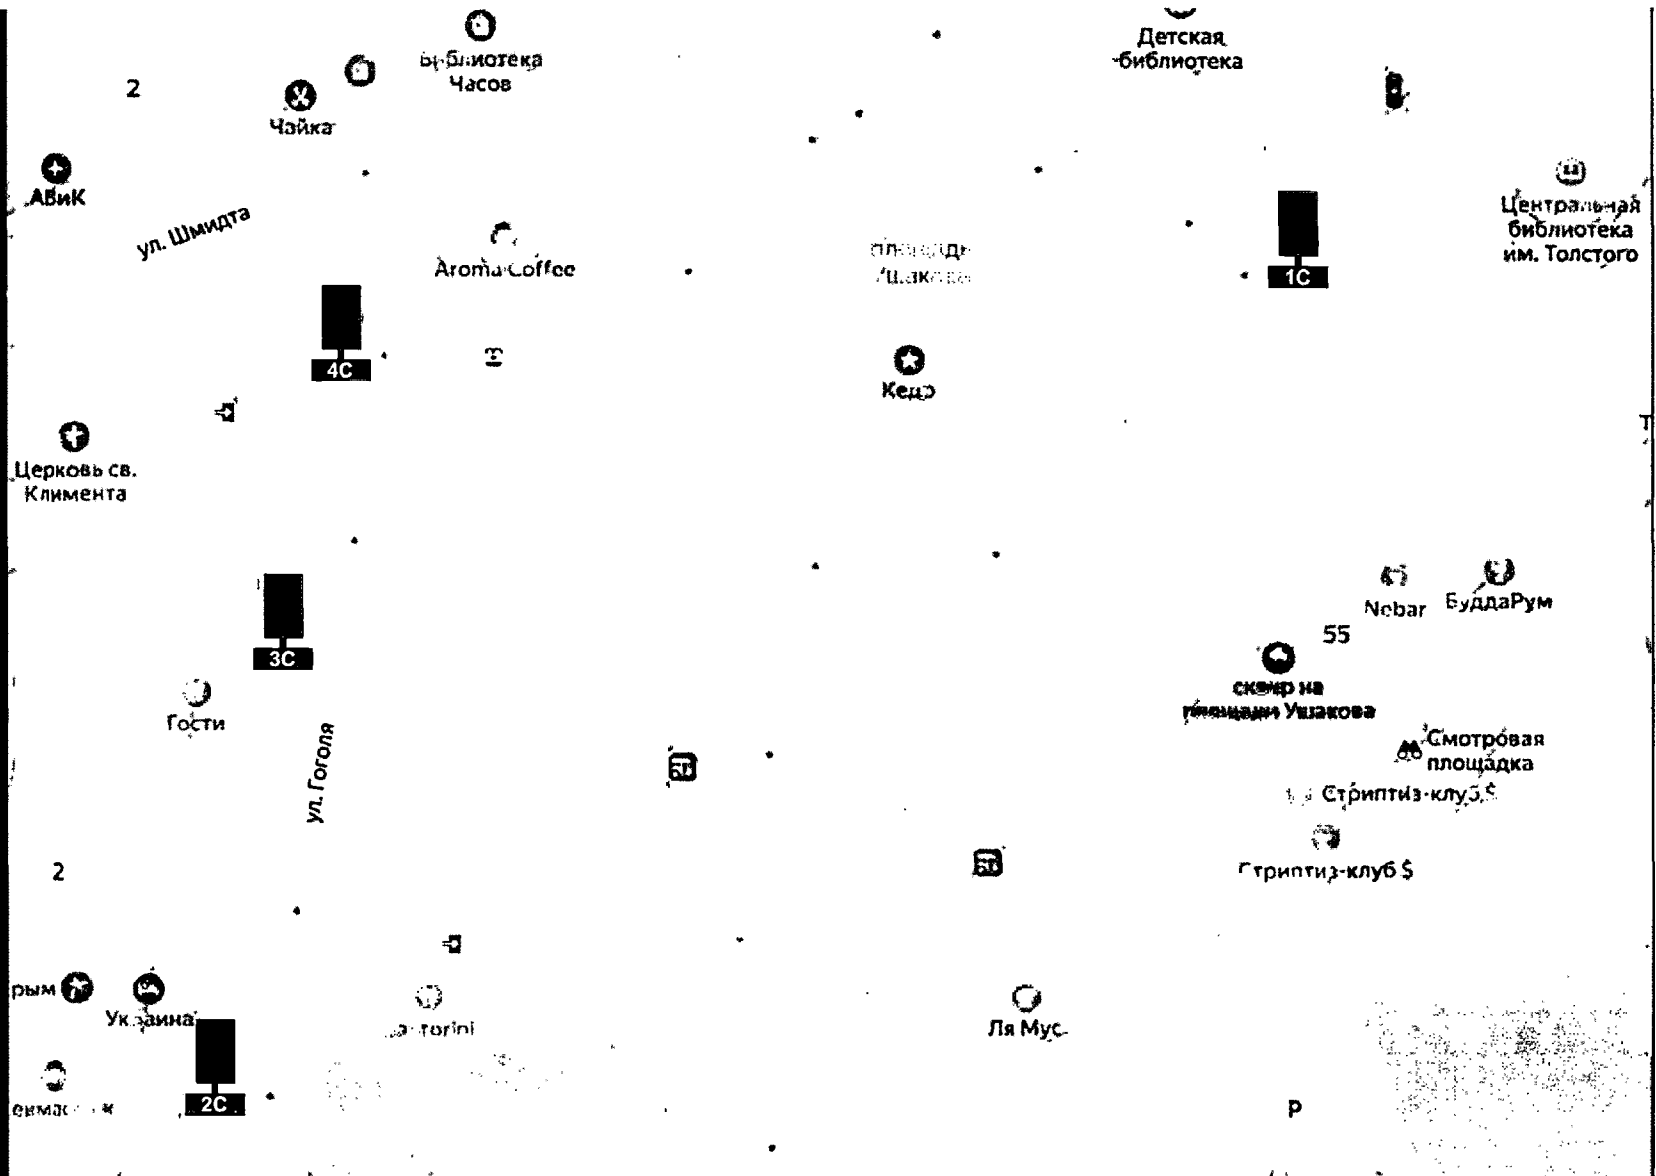 Детская
библиотека
Часов
2
Чайка
АВиК
ул. Шмидта
Aroma Coffee
Центральная
библиотека
им. Толстого
1С
4С
Кедр
Церковь св.
Климента
3С
Гости
ул. Гоголя
Nebar
БуддаРум
55
сквер на
площади Ушакова
Смотровая
площадка
Стриптиз-клуб $
Стриптиз-клуб $
2
рым
Украина
Ля Мус
2С
P